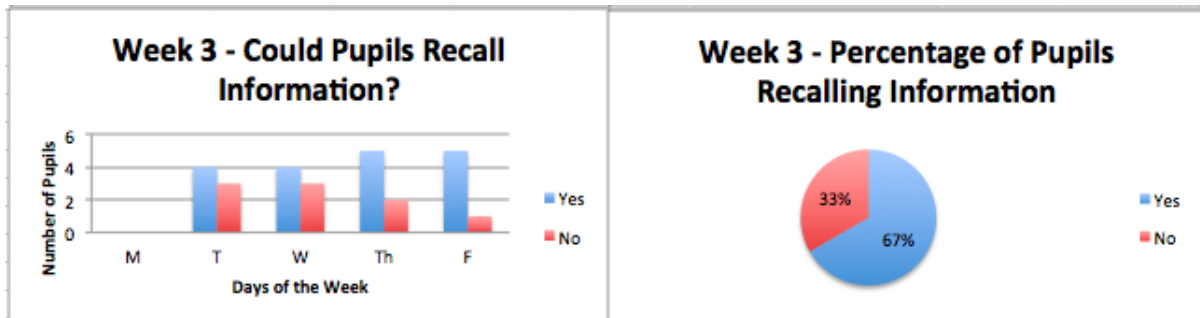 Week 3 - Could Pupils Recall
Information?
Number of Pupils
6
4
2
0
M T W Th F
Days of the Week
Yes
No
Week 3 - Percentage of Pupils
Recalling Information
33%
67%
Yes
No